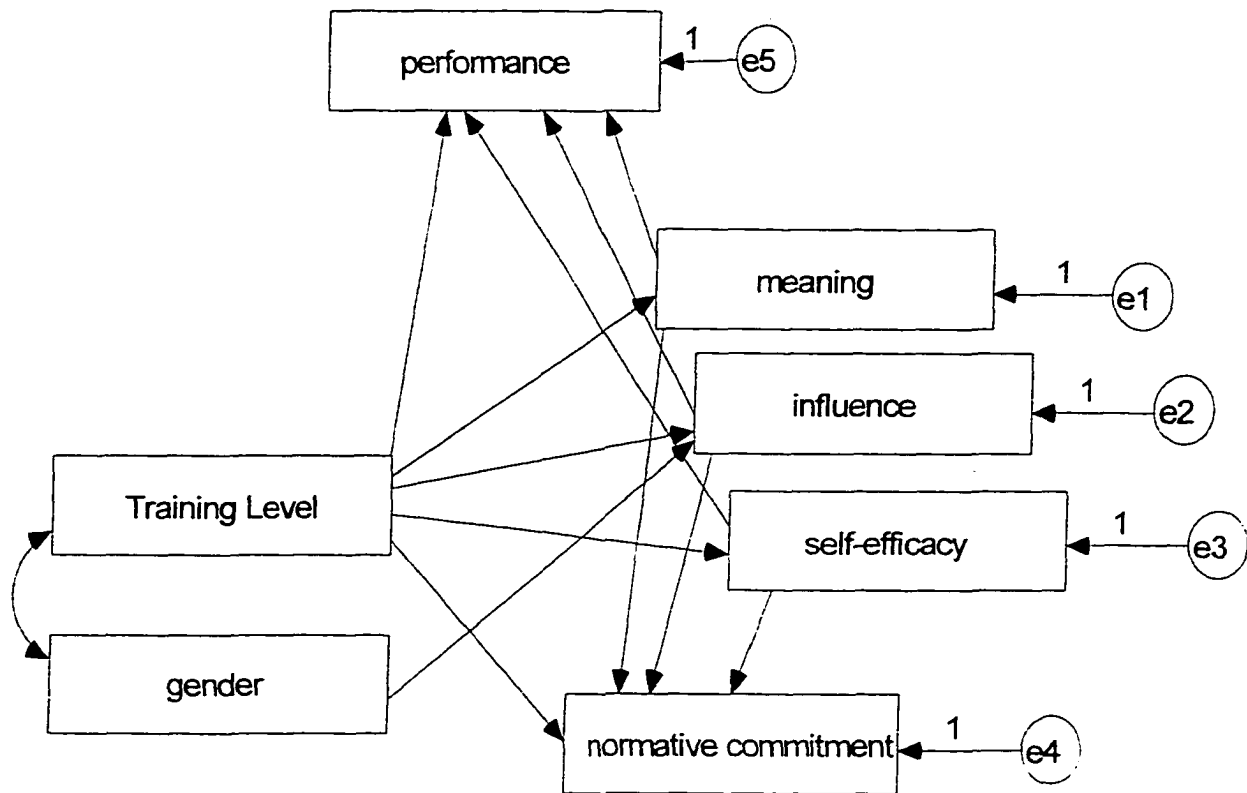 performance
1
e5
meaning
1
e1
influence
1
e2
Training Level
self-efficacy
1
e3
gender
normative commitment
1
e4